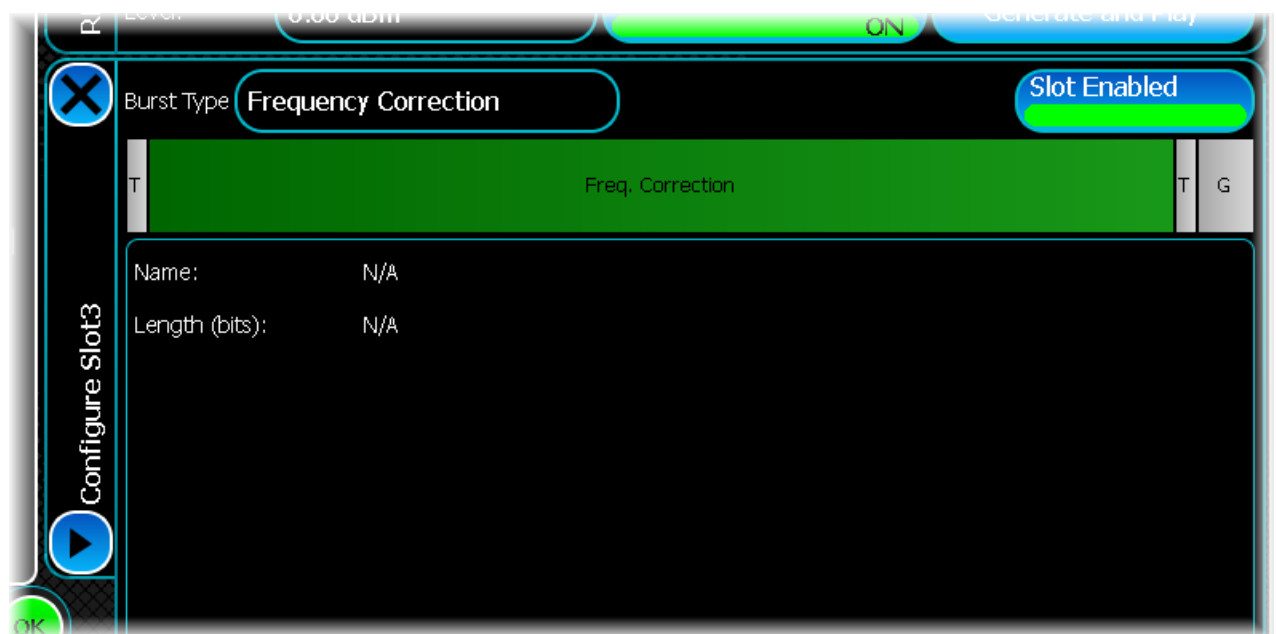 Level:
0.00 dBm
ON
Generate and Play
Burst Type
Frequency Correction
Slot Enabled
T
Freq. Correction
T
G
Name:
N/A
Length (bits):
N/A
Configure Slot3
OK